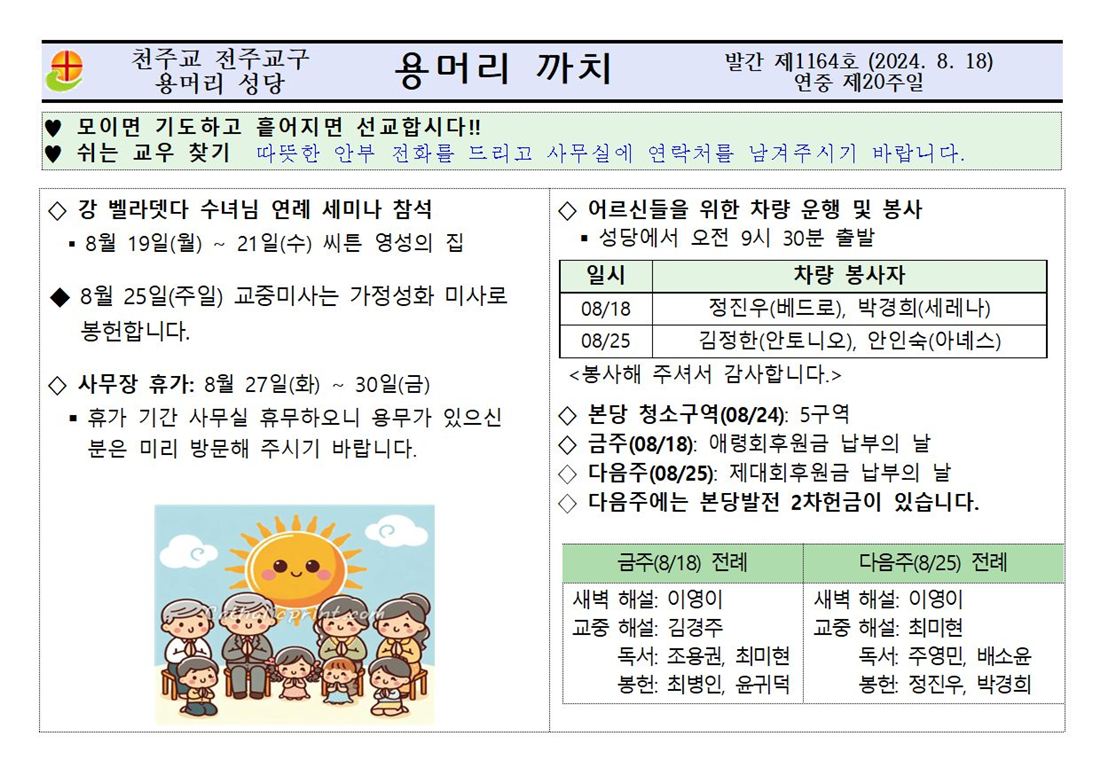 천주교 전주교구
용머리 성당
용머리 까치
발간 제1164호 (2024. 8. 18)
연중 제20주일
♥ 모이면 기도하고 흩어지면 선교합시다!!
♥ 쉬는 교우 찾기 따뜻한 안부 전화를 드리고 사무실에 연락처를 남겨주시기 바랍니다.
◇ 강 벨라뎃다 수녀님 연례 세미나 참석
▪ 8월 19일(월) ~ 21일(수) 씨튼 영성의 집
◆ 8월 25일(주일) 교중미사는 가정성화 미사로
봉헌합니다.
◇ 사무장 휴가: 8월 27일(화) ~ 30일(금)
▪ 휴가 기간 사무실 휴무하오니 용무가 있으신
분은 미리 방문해 주시기 바랍니다.
◇ 어르신들을 위한 차량 운행 및 봉사
▪ 성당에서 오전 9시 30분 출발
일시 차량 봉사자
08/18 정진우(베드로), 박경희(세레나)
08/25 김정한(안토니오), 안인숙(아녜스)
<봉사해 주셔서 감사합니다.>
◇ 본당 청소구역(08/24): 5구역
◇ 금주(08/18): 애령회후원금 납부의 날
◇ 다음주(08/25): 제대회후원금 납부의 날
◇ 다음주에는 본당발전 2차헌금이 있습니다.
금주(8/18) 전례 다음주(8/25) 전례
새벽 해설: 이영이 새벽 해설: 이영이
교중 해설: 김경주 교중 해설: 최미현
독서: 조용권, 최미현 독서: 주영민, 배소윤
봉헌: 최병인, 윤귀덕 봉헌: 정진우, 박경희